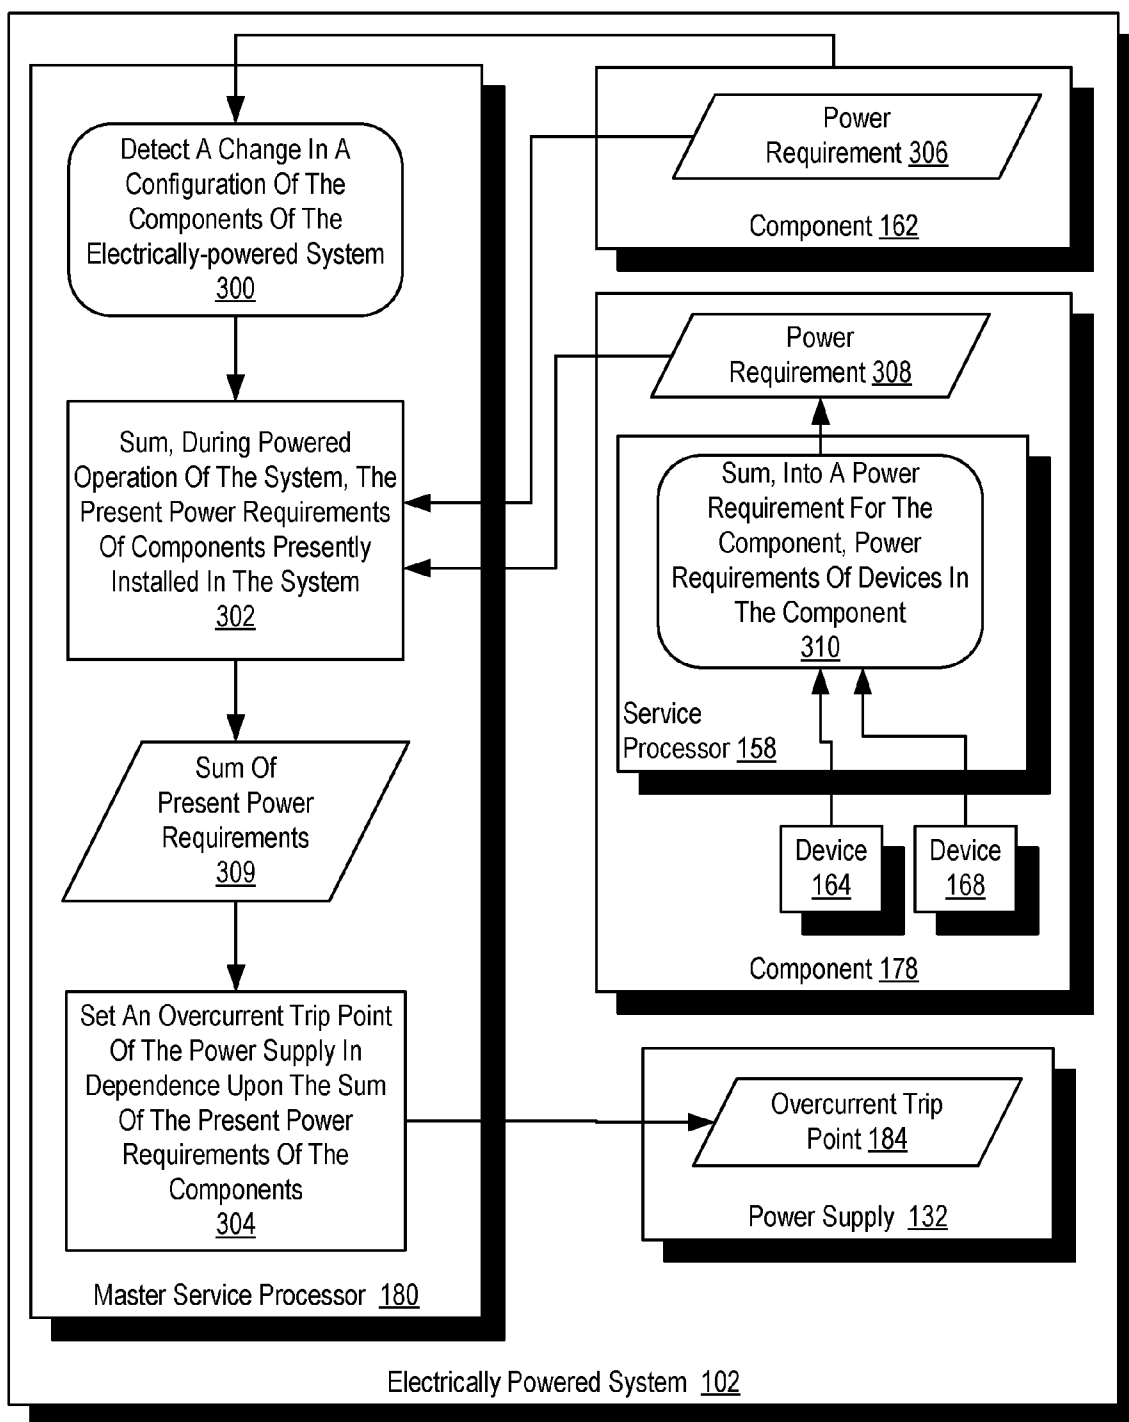 Detect A Change In A
Configuration Of The
Components Of The
Electrically-powered System
300
Sum, During Powered
Operation Of The System, The
Present Power Requirements
Of Components Presently
Installed In The System
302
Sum Of
Present Power
Requirements
309
Set An Overcurrent Trip Point
Of The Power Supply In
Dependence Upon The Sum
Of The Present Power
Requirements Of The
Components
304
Master Service Processor 180
Power
Requirement 306
Component 162
Power
Requirement 308
Sum, Into A Power
Requirement For The
Component, Power
Requirements Of Devices In
The Component
310
Service
Processor 158
Device
164
Device
168
Component 178
Overcurrent Trip
Point 184
Power Supply 132
Electrically Powered System 102